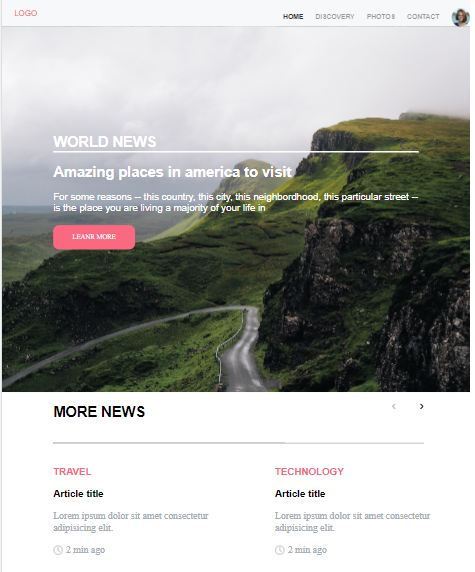 LOGO
HOME DISCOVERY PHOTOS CONTACT
WORLD NEWS
Amazing places in america to visit
For some reasons — this country, this city, this neighbordhood, this particular street —
is the place you are living a majority of your life in
LEANR MORE
MORE NEWS
TRAVEL
Article title
Lorem ipsum dolor sit amet consectetur
adipisicing elit.
2 min ago
TECHNOLOGY
Article title
Lorem ipsum dolor sit amet consectetur
adipisicing elit.
2 min ago